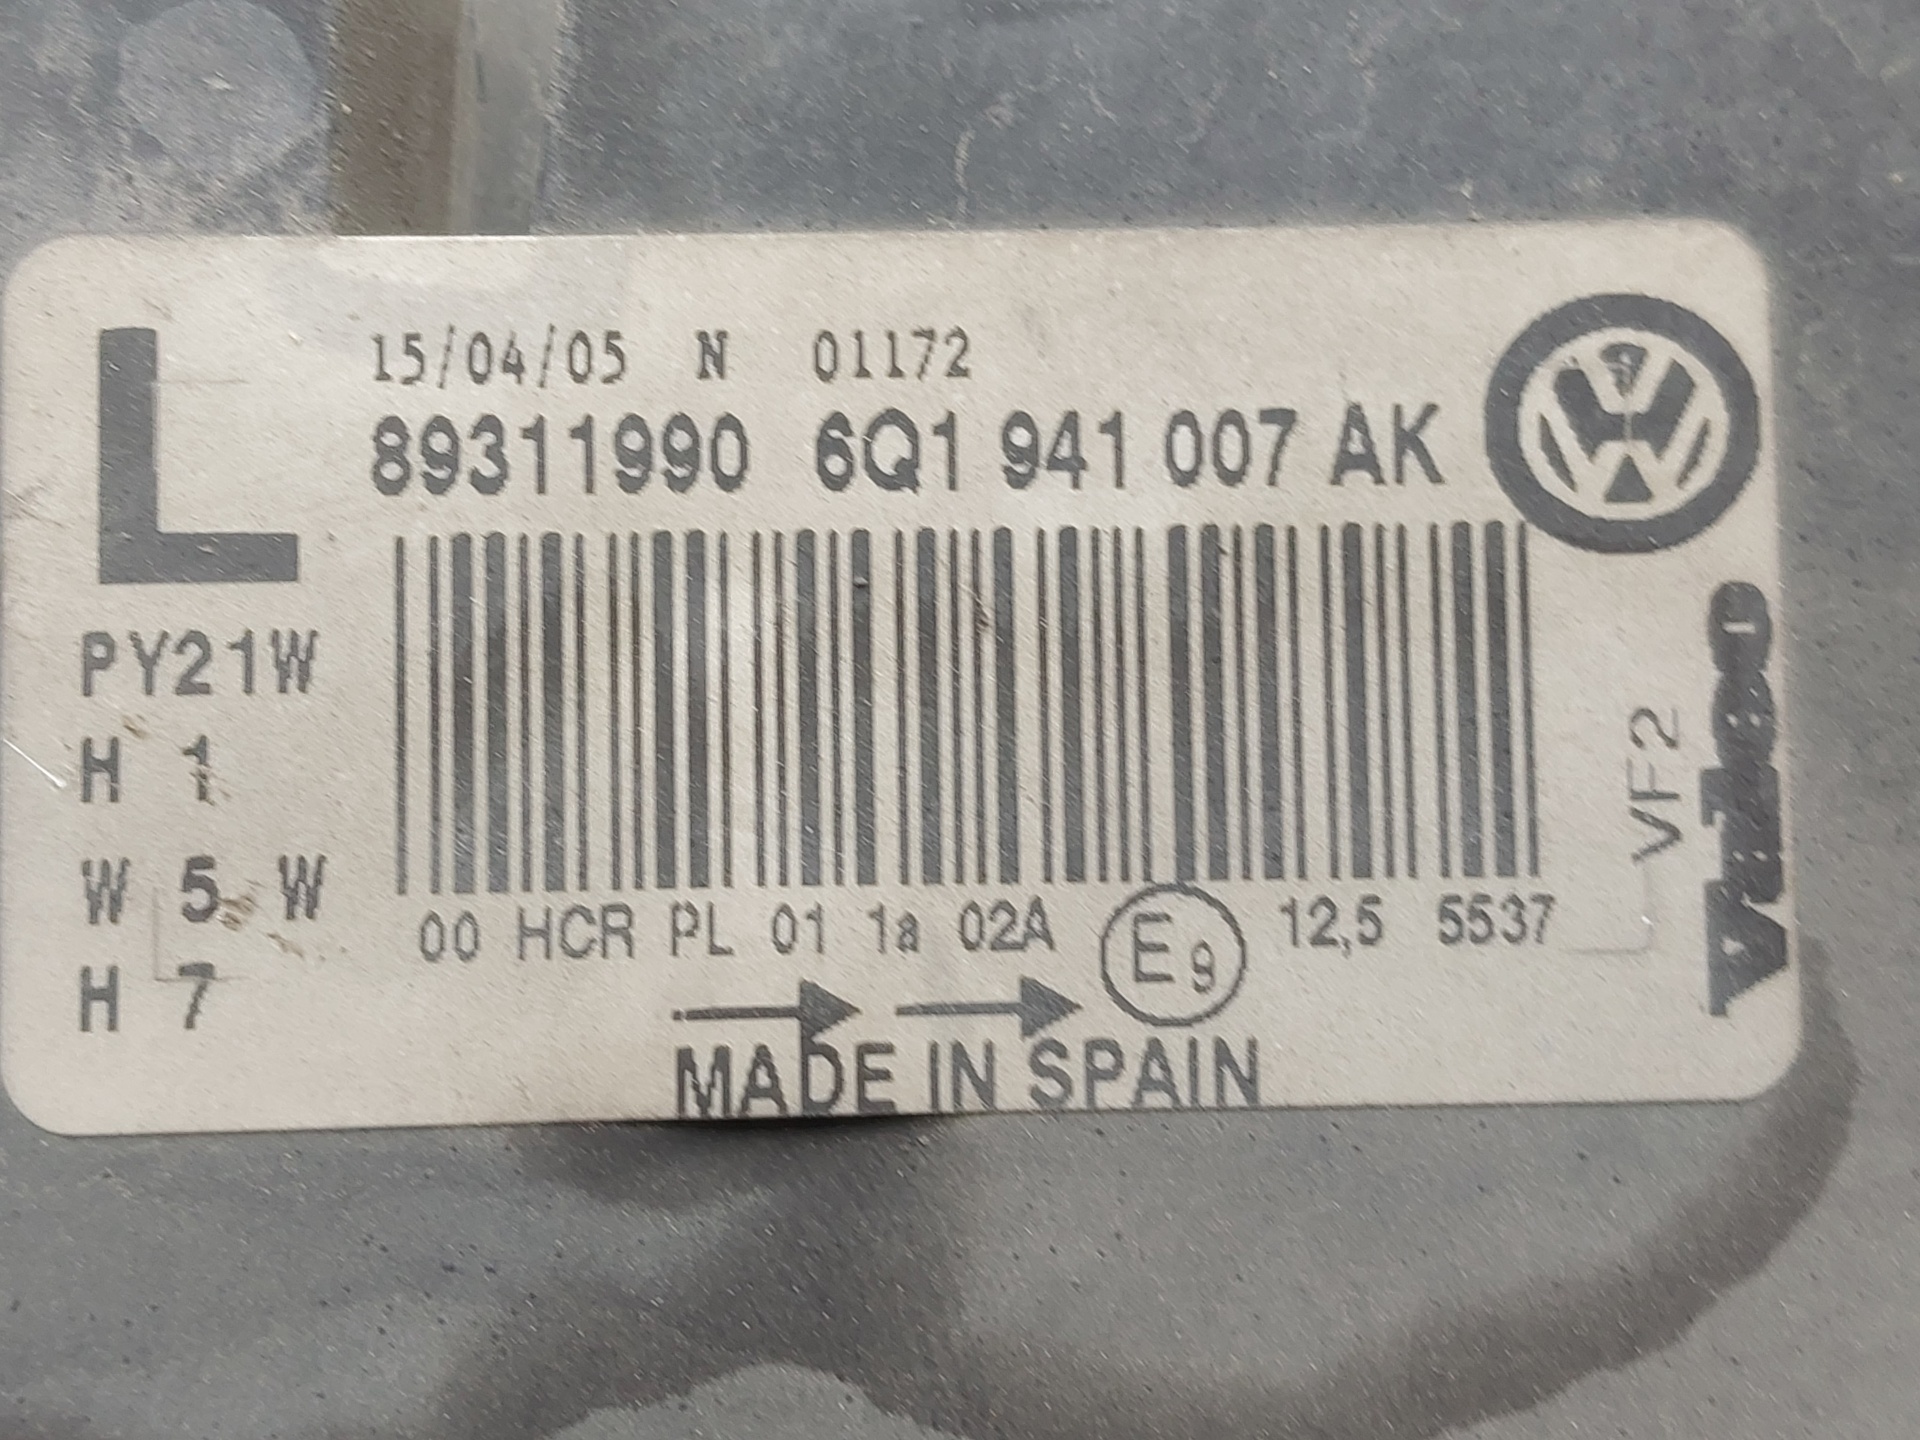 L
15/04/05 N 01172
89311990 6Q1 941 007 AK
PY21W
H 1
W 5 W
H 7
00 HCR PL 01 1a 02A E9 12,5 5537
MADE IN SPAIN
VF2
Valeo